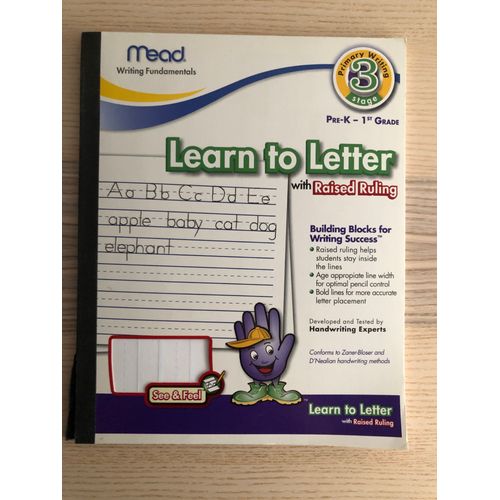 Mead
Writing Fundamentals
Primary Writing
3
stage
PRE-K – 1ST GRADE
Learn to Letter
with Raised Ruling
Aa Bb Cc Dd Ee
apple baby cat dog
elephant
Building Blocks for
Writing Success™
• Raised ruling helps
students stay inside
the lines
• Age appropiate line width
for optimal pencil control
• Bold lines for more accurate
letter placement
Developed and Tested by
Handwriting Experts
Conforms to Zaner-Bloser and
D'Nealian handwriting methods
See & Feel
Learn to Letter
with Raised Ruling